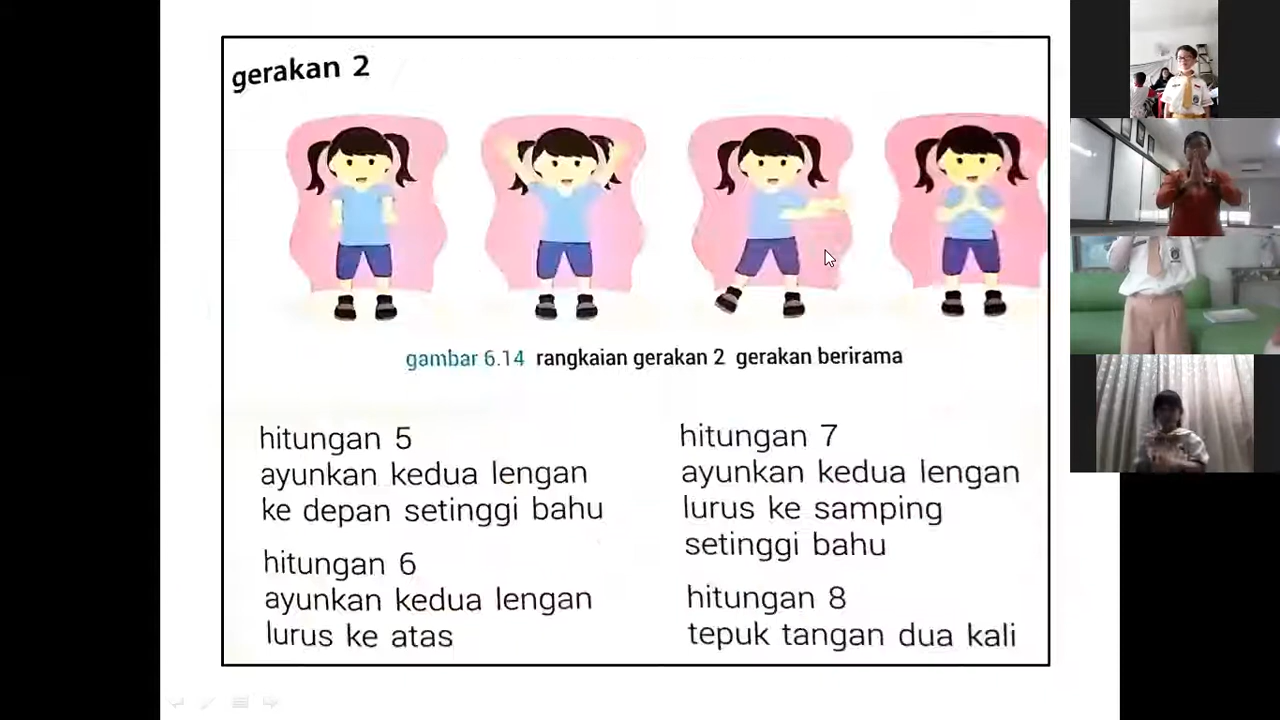 gerakan 2
gambar 6.14 rangkaian gerakan 2 gerakan berirama
hitungan 5
ayunkan kedua lengan
ke depan setinggi bahu
hitungan 6
ayunkan kedua lengan
lurus ke atas
hitungan 7
ayunkan kedua lengan
lurus ke samping
setinggi bahu
hitungan 8
tepuk tangan dua kali